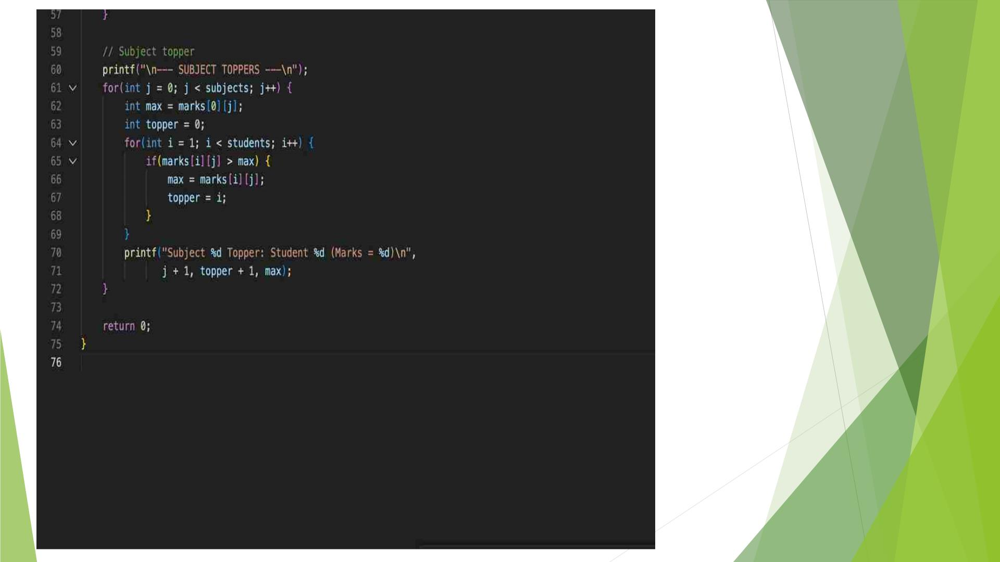 57 }
58
59 // Subject topper
60 printf("\n--- SUBJECT TOPPERS ---\n");
61 for(int j = 0; j < subjects; j++) {
62 int max = marks[0][j];
63 int topper = 0;
64 for(int i = 1; i < students; i++) {
65 if(marks[i][j] > max) {
66 max = marks[i][j];
67 topper = i;
68 }
69 }
70 printf("Subject %d Topper: Student %d (Marks = %d)\n",
71 j + 1, topper + 1, max);
72 }
73
74 return 0;
75 }
76